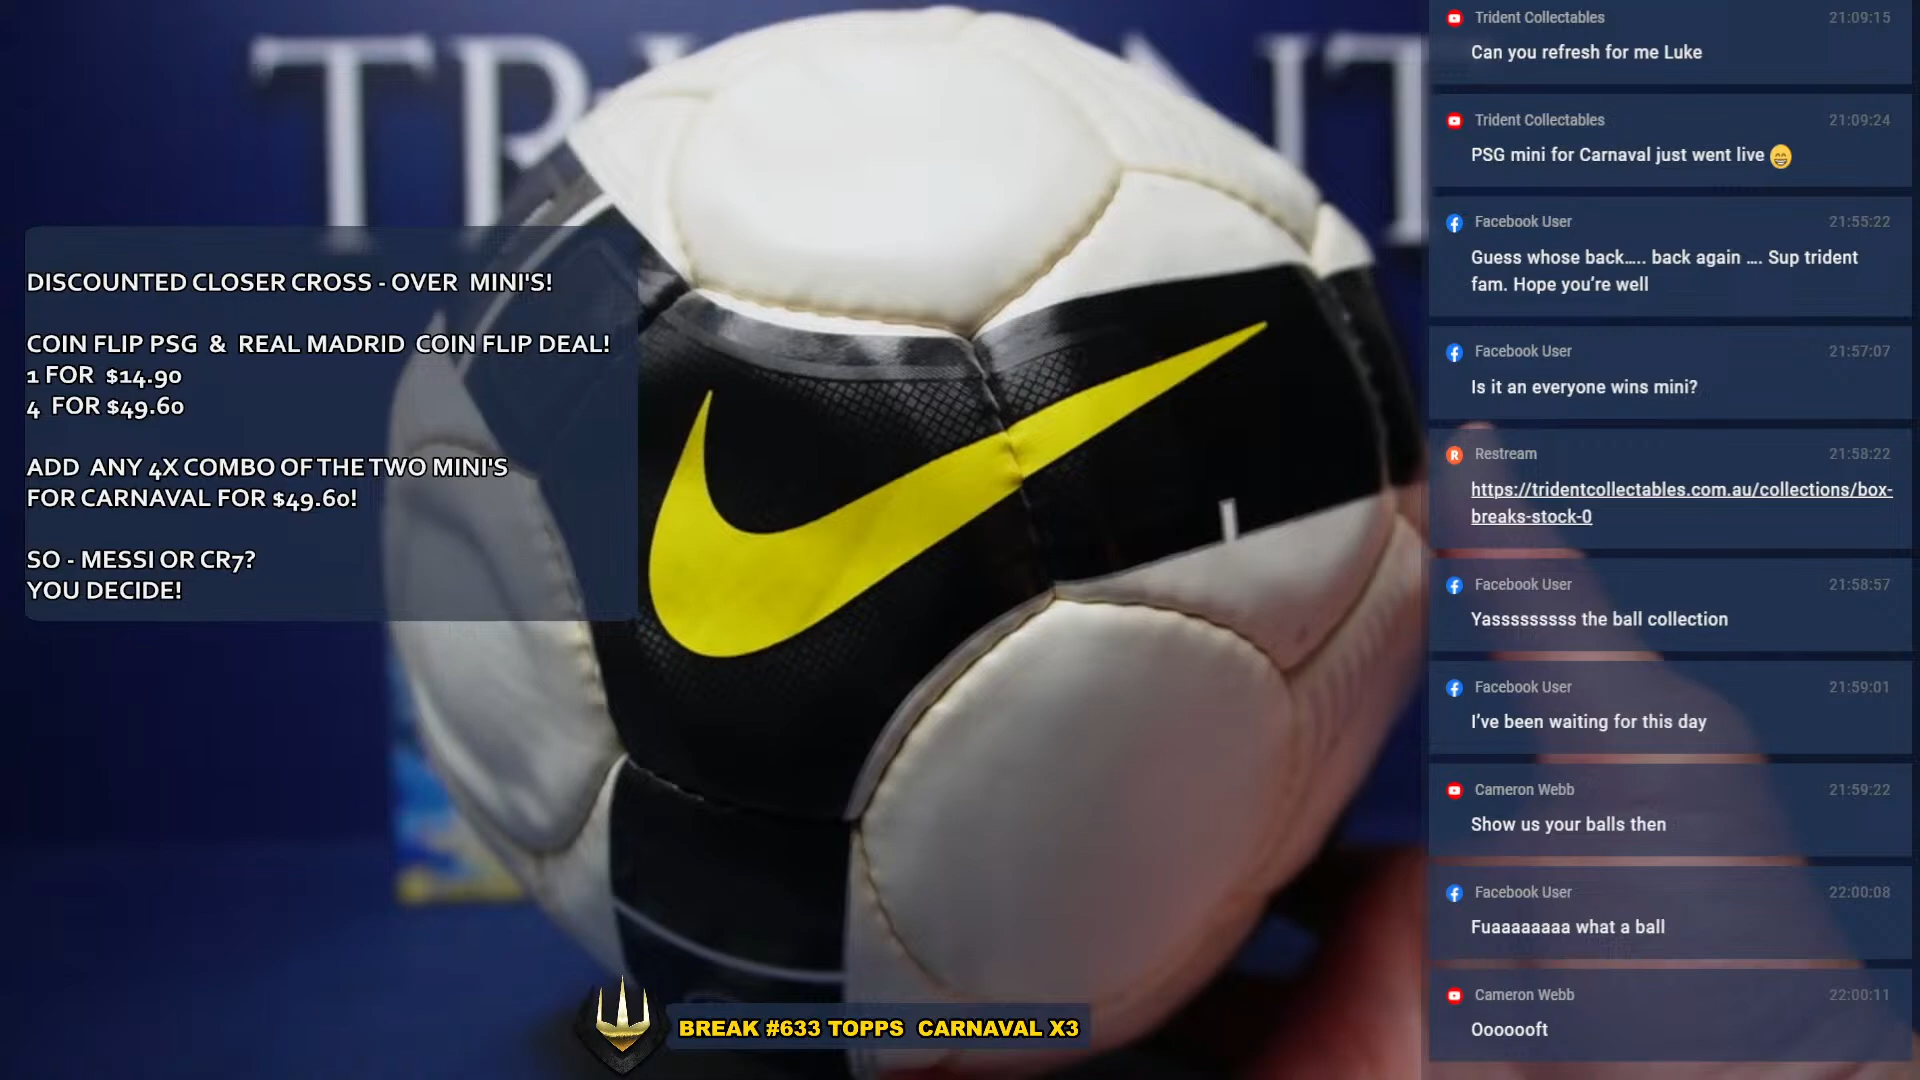 TR
NT
DISCOUNTED CLOSER CROSS - OVER MINI'S!
COIN FLIP PSG & REAL MADRID COIN FLIP DEAL!
1 FOR $14.90
4 FOR $49.60
ADD ANY 4X COMBO OF THE TWO MINI'S
FOR CARNAVAL FOR $49.60!
SO - MESSI OR CR7?
YOU DECIDE!
BREAK #633 TOPPS CARNAVAL X3
Trident Collectables 21:09:15
Can you refresh for me Luke
Trident Collectables 21:09:24
PSG mini for Carnaval just went live 😁
Facebook User 21:55:22
Guess whose back..... back again .... Sup trident
fam. Hope you're well
Facebook User 21:57:07
Is it an everyone wins mini?
R Restream 21:58:22
https://tridentcollectables.com.au/collections/box-
breaks-stock-0
Facebook User 21:58:57
Yasssssssss the ball collection
Facebook User 21:59:01
I've been waiting for this day
Cameron Webb 21:59:22
Show us your balls then
Facebook User 22:00:08
Fuaaaaaaaa what a ball
Cameron Webb 22:00:11
Ooooooft